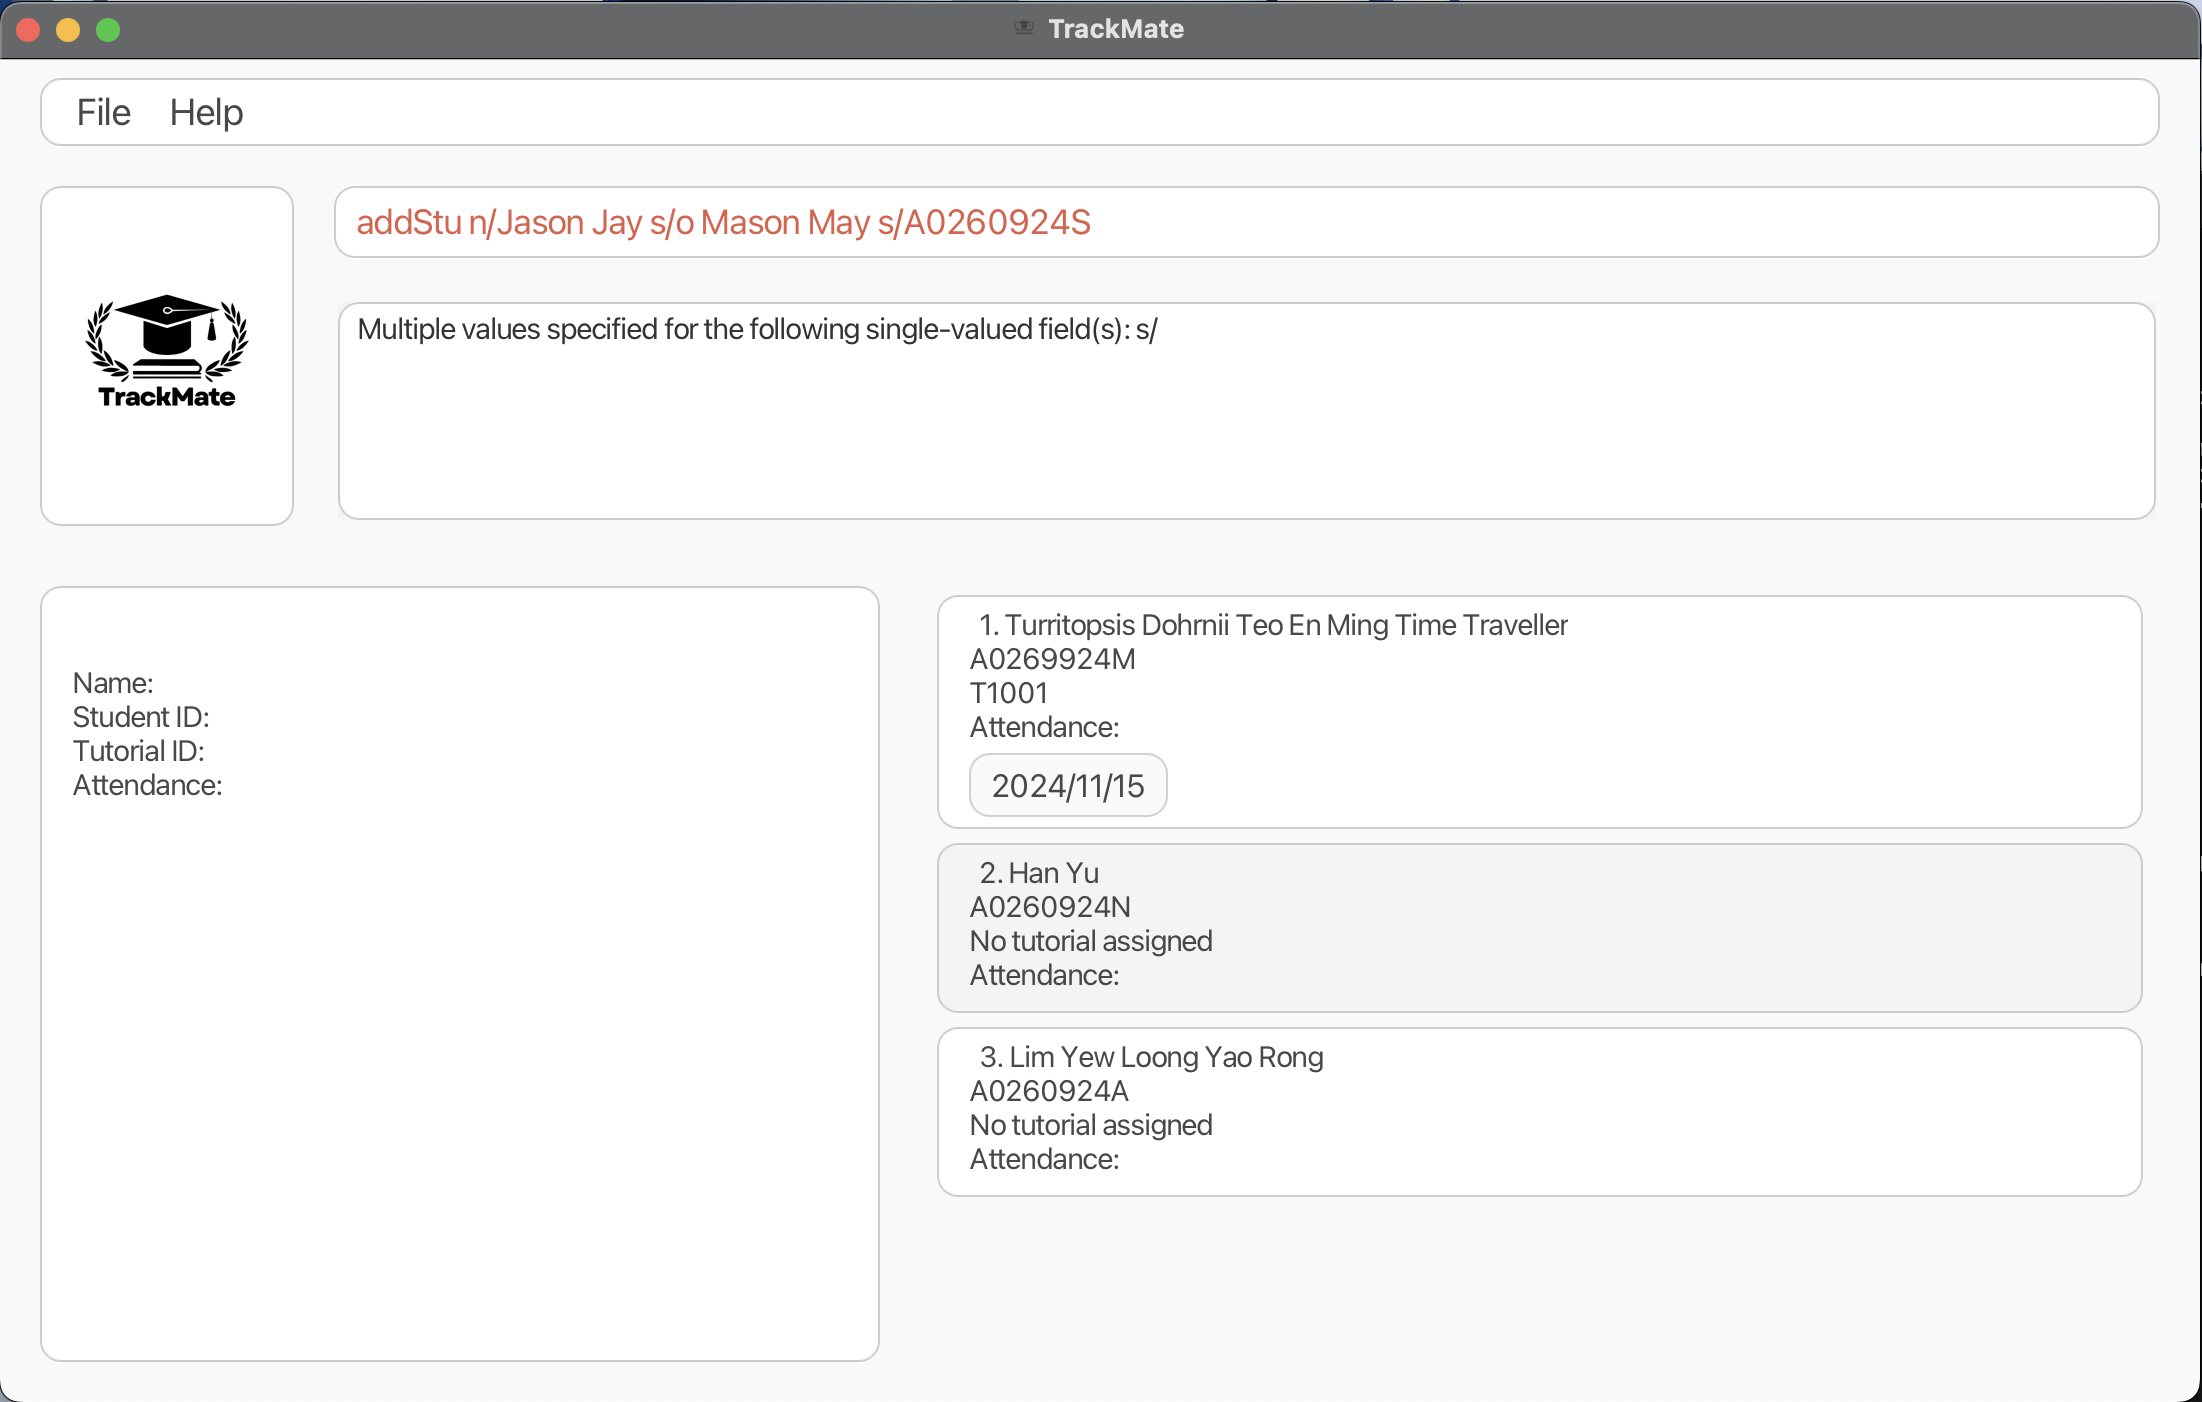 TrackMate
File Help
addStu n/Jason Jay s/o Mason May s/A0260924S
TrackMate
Multiple values specified for the following single-valued field(s): s/
Name:
Student ID:
Tutorial ID:
Attendance:
1. Turritopsis Dohrnii Teo En Ming Time Traveller
A0269924M
T1001
Attendance:
2024/11/15
2. Han Yu
A0260924N
No tutorial assigned
Attendance:
3. Lim Yew Loong Yao Rong
A0260924A
No tutorial assigned
Attendance: